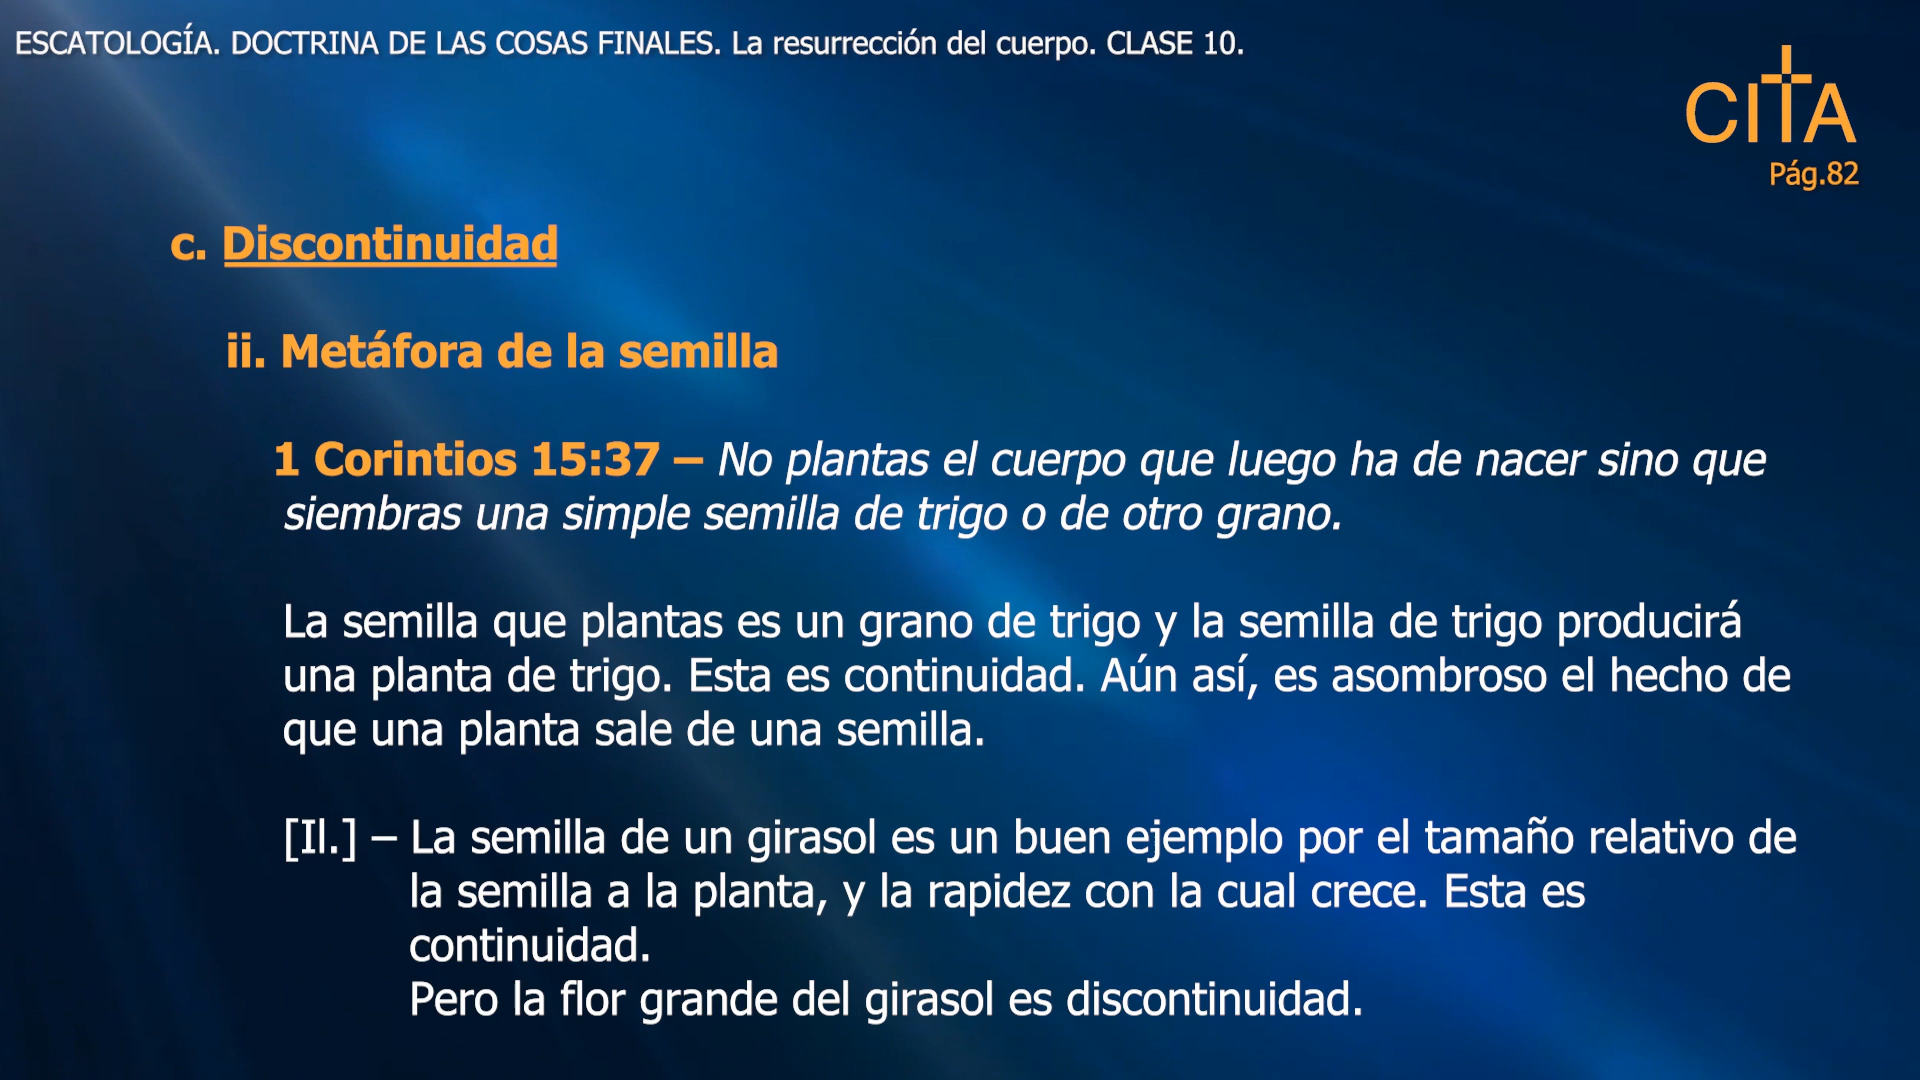 ESCATOLOGÍA. DOCTRINA DE LAS COSAS FINALES. La resurrección del cuerpo. CLASE 10.
CITA
Pág.82
c. Discontinuidad
ii. Metáfora de la semilla
1 Corintios 15:37 – No plantas el cuerpo que luego ha de nacer sino que
siembras una simple semilla de trigo o de otro grano.
La semilla que plantas es un grano de trigo y la semilla de trigo producirá
una planta de trigo. Esta es continuidad. Aún así, es asombroso el hecho de
que una planta sale de una semilla.
[Il.] – La semilla de un girasol es un buen ejemplo por el tamaño relativo de
la semilla a la planta, y la rapidez con la cual crece. Esta es
continuidad.
Pero la flor grande del girasol es discontinuidad.